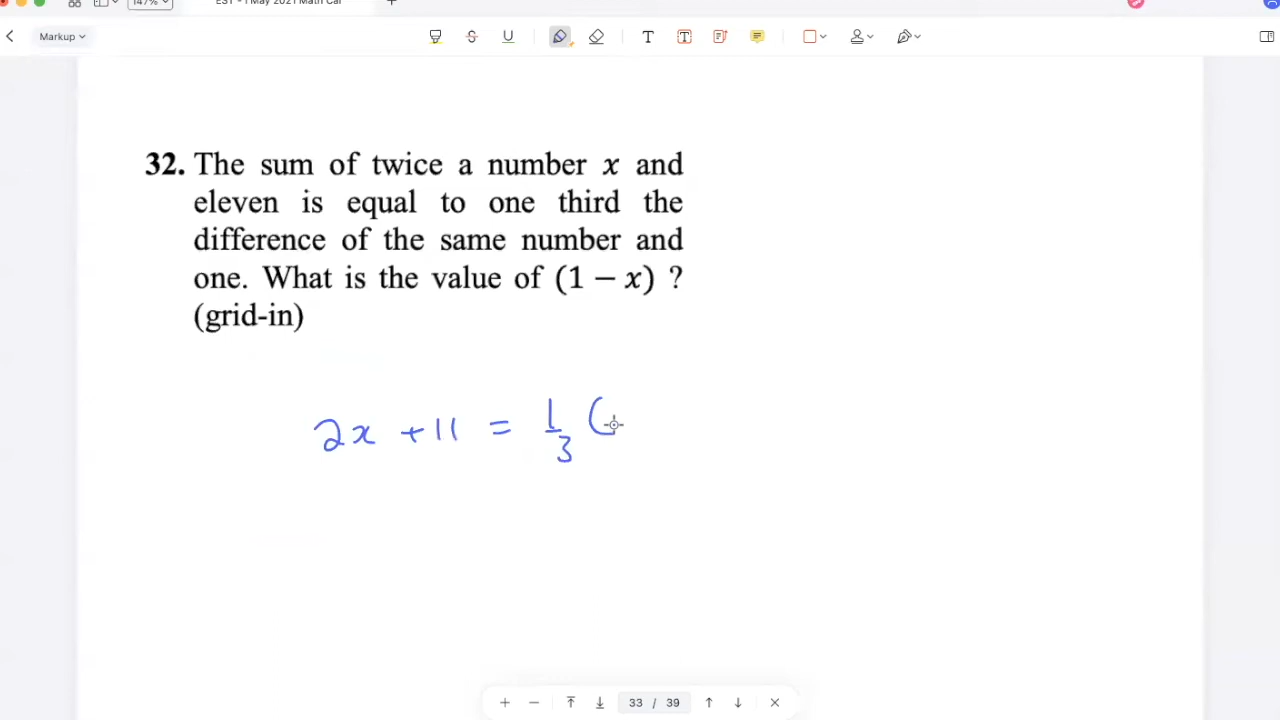 147%
Markup
T
T
32. The sum of twice a number x and
eleven is equal to one third the
difference of the same number and
one. What is the value of (1 − x) ?
(grid-in)
2x + 11 = 1/3 (
33 / 39